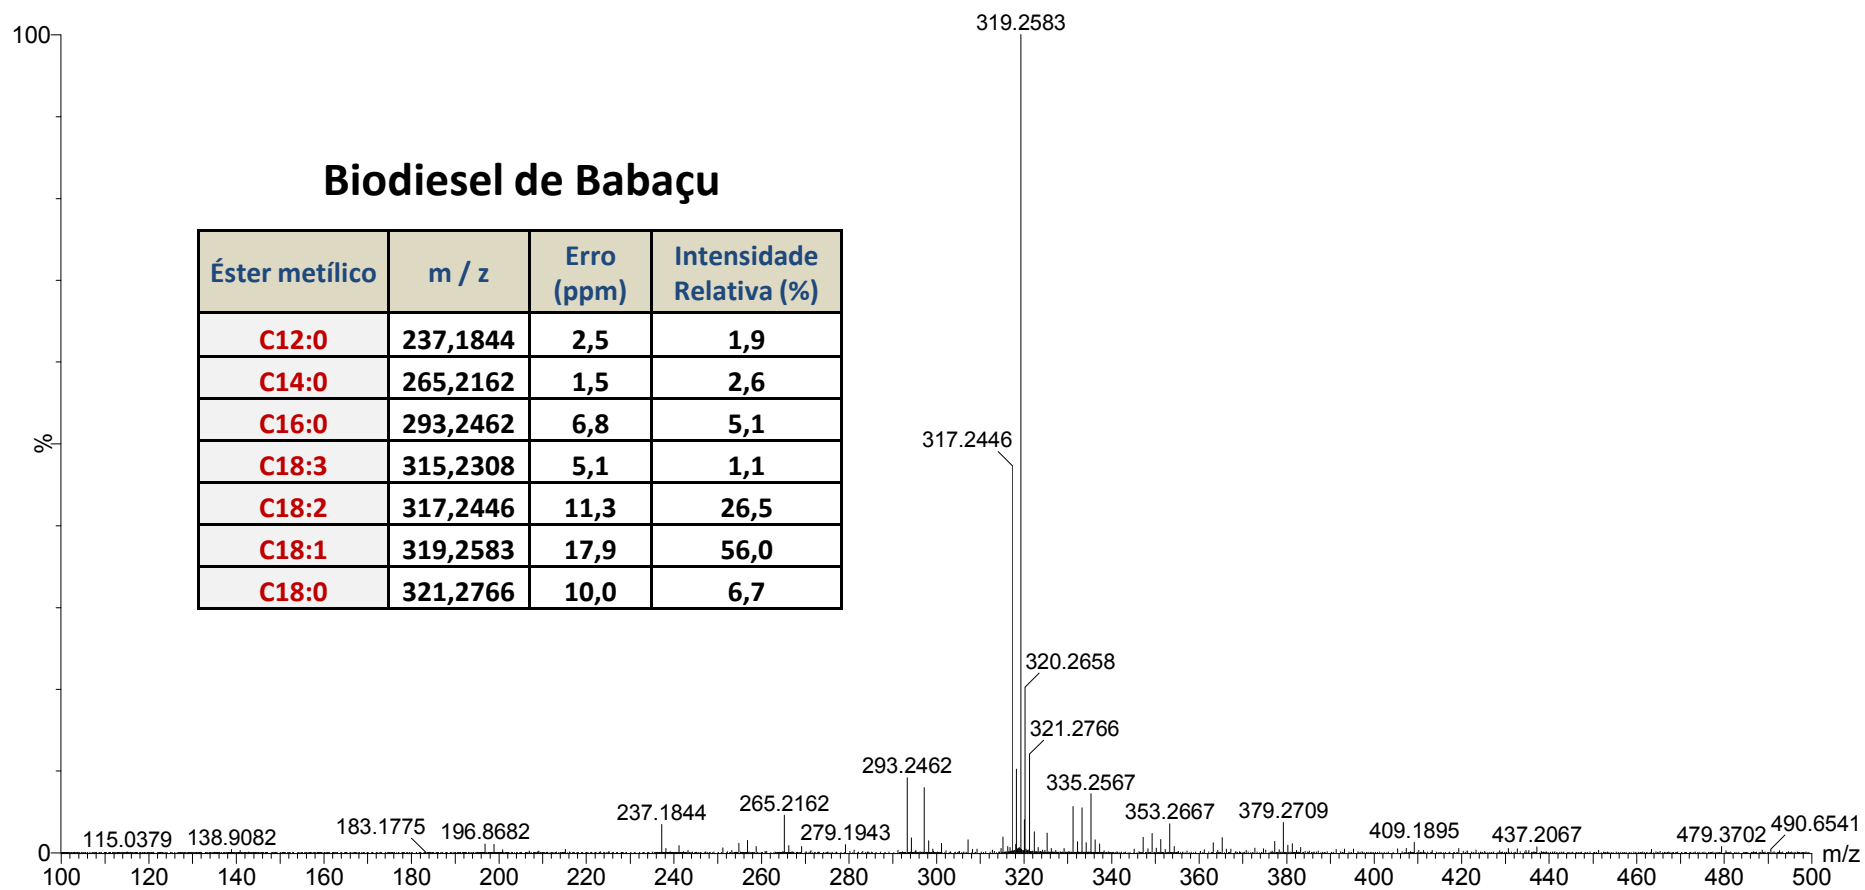 319.2583
100
Biodiesel de Babaçu
Éster metílico m / z Erro (ppm) Intensidade Relativa (%)
C12:0 237,1844 2,5 1,9
C14:0 265,2162 1,5 2,6
C16:0 293,2462 6,8 5,1
C18:3 315,2308 5,1 1,1
C18:2 317,2446 11,3 26,5
C18:1 319,2583 17,9 56,0
C18:0 321,2766 10,0 6,7
%
317.2446
320.2658
321.2766
293.2462
335.2567
265.2162
237.1844
353.2667
379.2709
183.1775
196.8682
279.1943
115.0379
138.9082
409.1895
437.2067
479.3702
490.6541
0
m/z
100 120 140 160 180 200 220 240 260 280 300 320 340 360 380 400 420 440 460 480 500